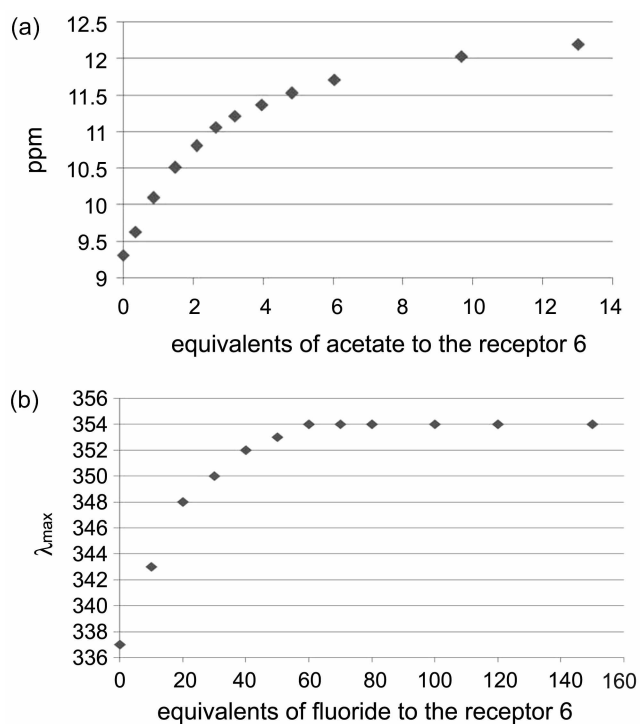 (a)
12.5
12
11.5
11
10.5
10
9.5
9
ppm
0 2 4 6 8 10 12 14
equivalents of acetate to the receptor 6
(b)
356
354
352
350
348
346
344
342
340
338
336
λmax
0 20 40 60 80 100 120 140 160
equivalents of fluoride to the receptor 6